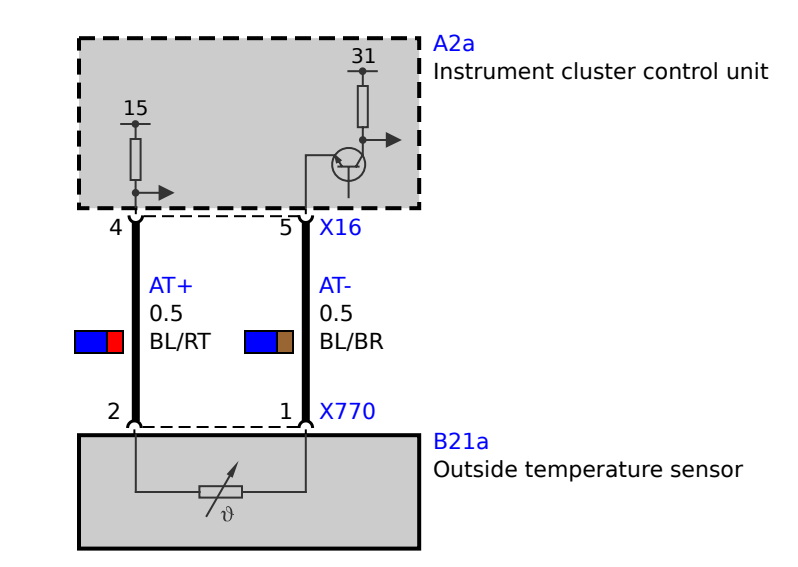 A2a
Instrument cluster control unit
31
15
4
5
X16
AT+
0.5
BL/RT
AT-
0.5
BL/BR
2
1
X770
B21a
Outside temperature sensor
ϑ